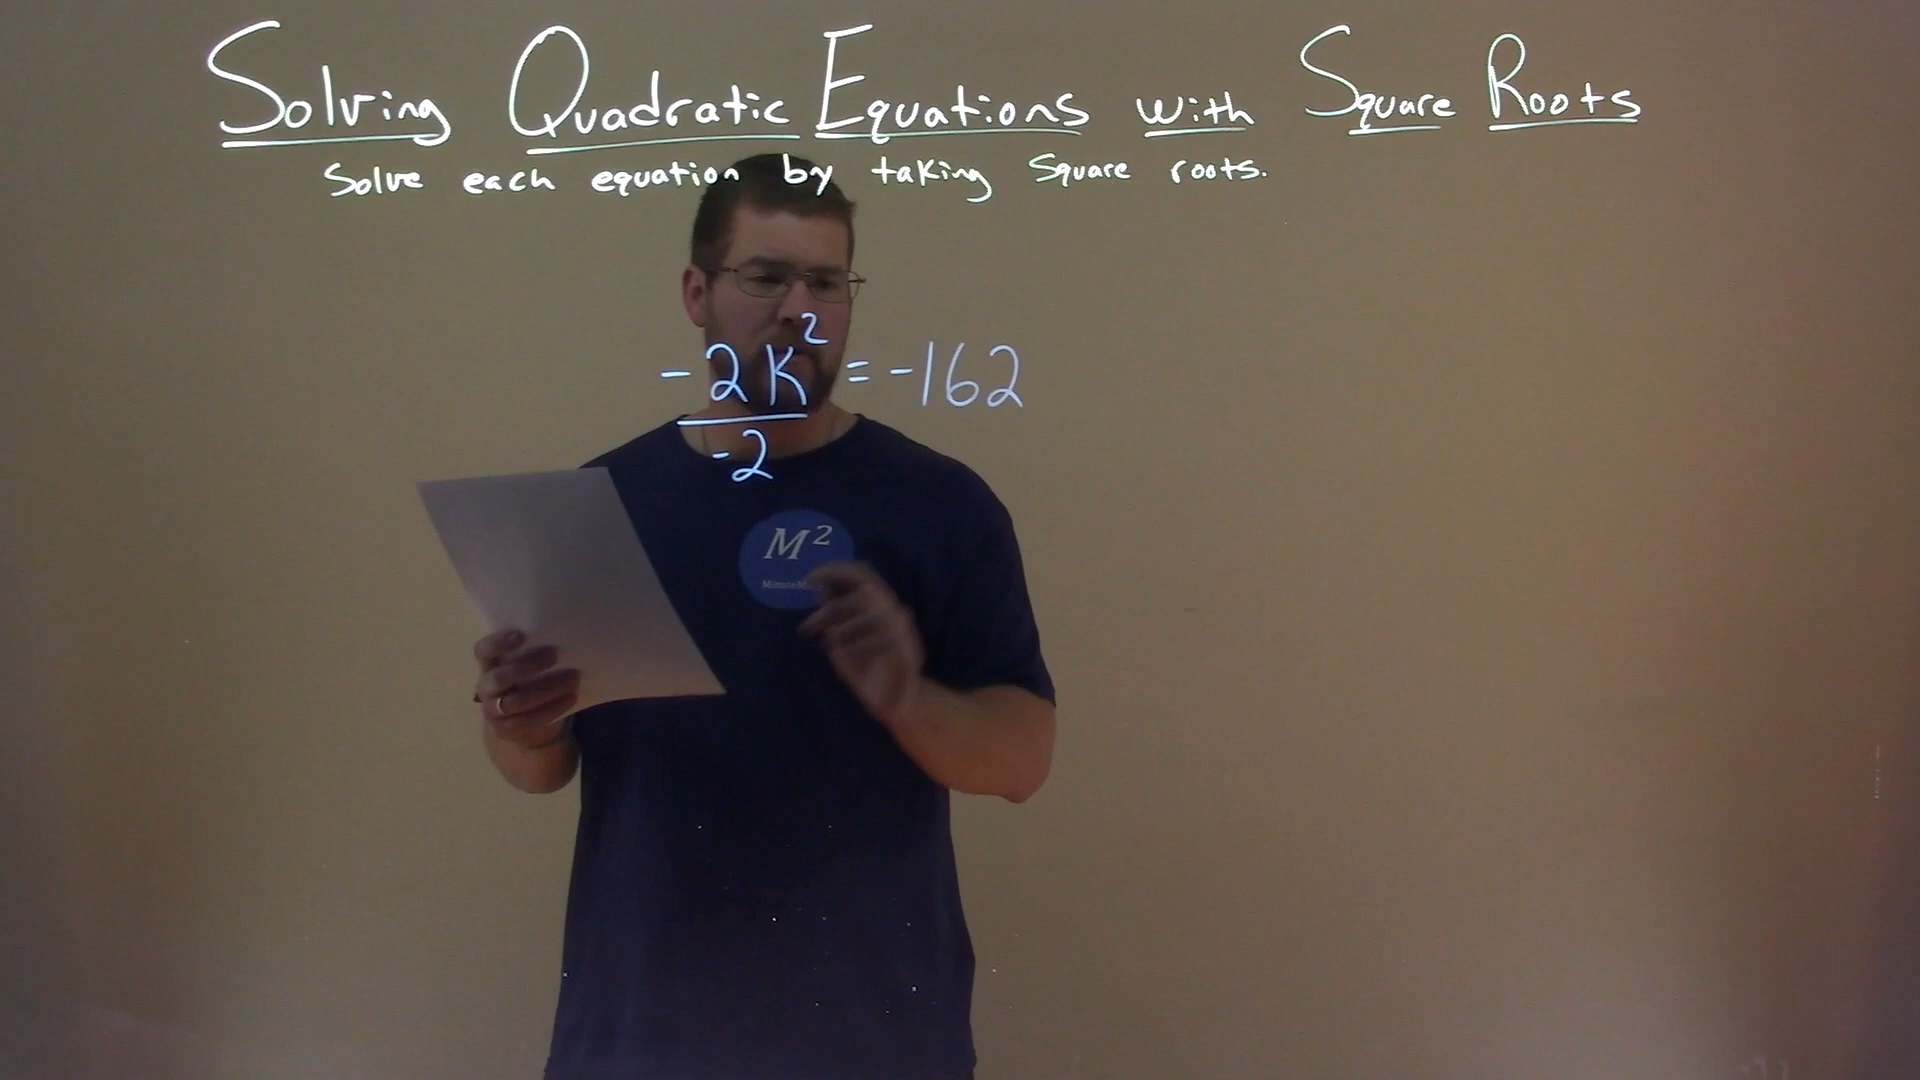 Solving Quadratic Equations with Square Roots
Solve each equation by taking Square roots.
-2K² = -162
-2
M²